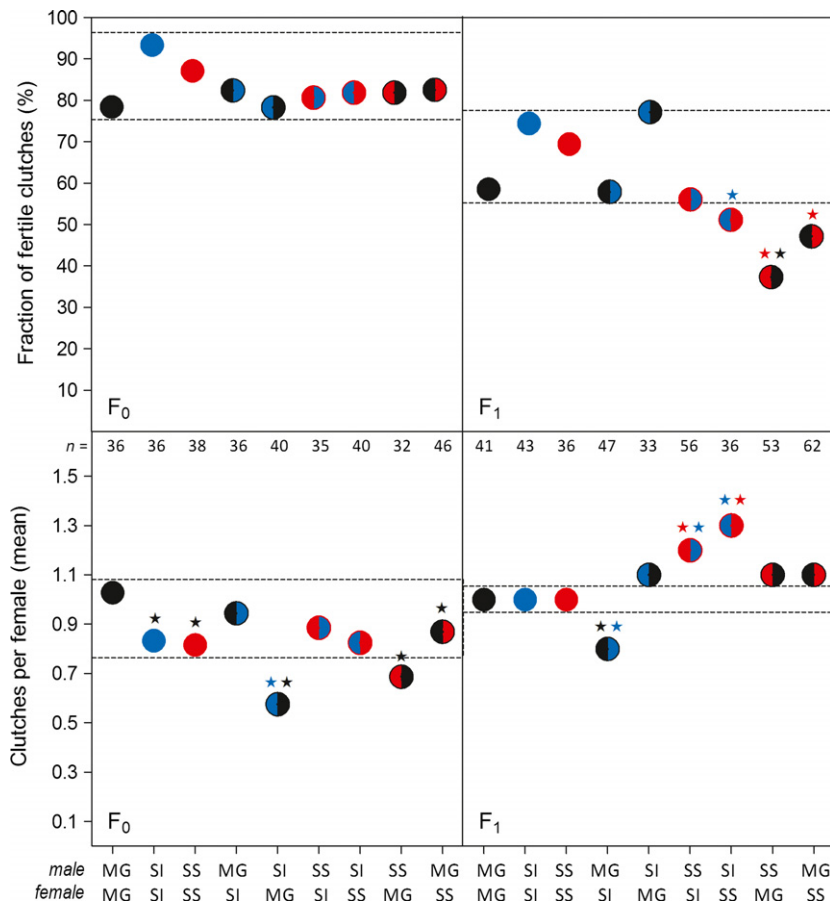 Fraction of fertile clutches (%)
100
90
80
70
60
50
40
30
20
10
F₀
F₁
n = 36 36 38 36 40 35 40 32 46 41 43 36 47 33 56 36 53 62
Clutches per female (mean)
1.5
1.3
1.1
0.9
0.7
0.5
0.3
0.1
F₀
F₁
male MG SI SS MG SI SS SI SS MG MG SI SS MG SI SS SI SS MG
female MG SI SS SI MG SI SS MG SS MG SI SS SI MG SI SS MG SS